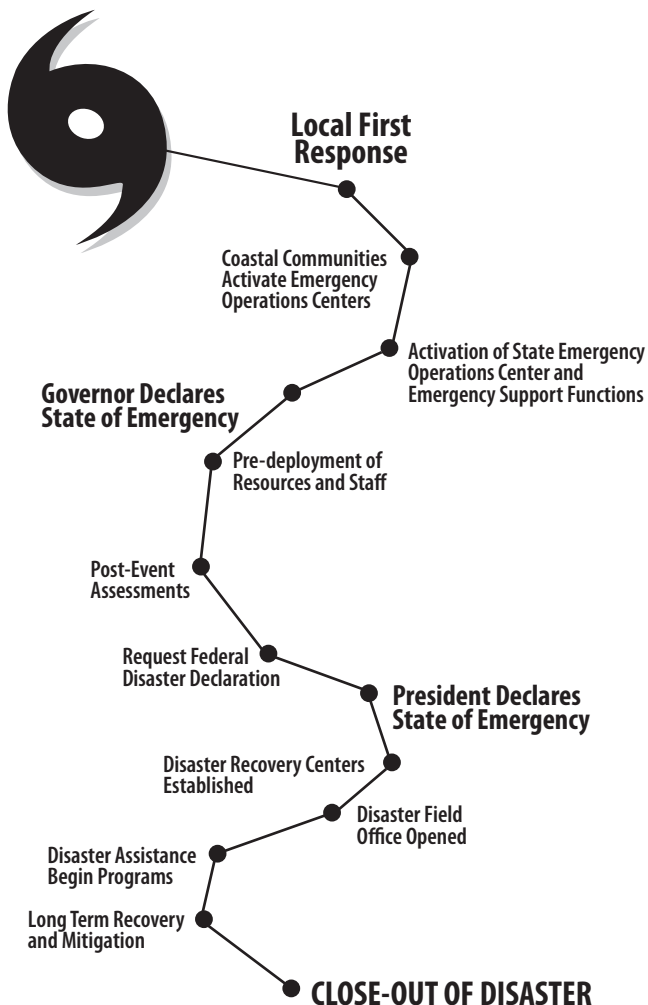 Local First
Response
Coastal Communities
Activate Emergency
Operations Centers
Activation of State Emergency
Operations Center and
Emergency Support Functions
Governor Declares
State of Emergency
Pre-deployment of
Resources and Staff
Post-Event
Assessments
Request Federal
Disaster Declaration
President Declares
State of Emergency
Disaster Recovery Centers
Established
Disaster Field
Office Opened
Disaster Assistance
Begin Programs
Long Term Recovery
and Mitigation
CLOSE-OUT OF DISASTER